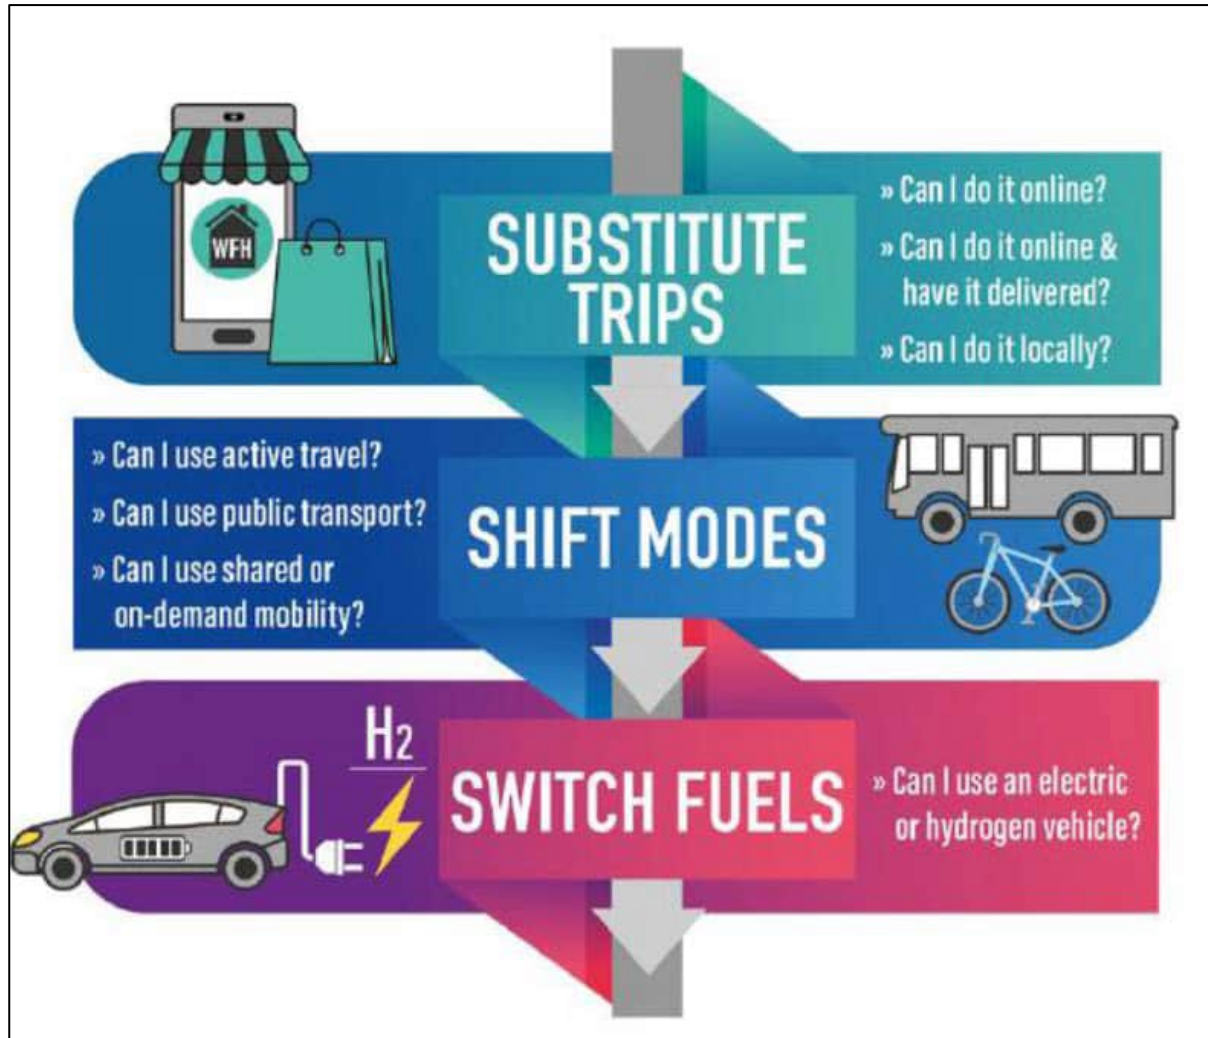 WFH
SUBSTITUTE
TRIPS
» Can I do it online?
» Can I do it online &
have it delivered?
» Can I do it locally?
» Can I use active travel?
» Can I use public transport?
» Can I use shared or
on-demand mobility?
SHIFT MODES
H2
SWITCH FUELS
» Can I use an electric
or hydrogen vehicle?